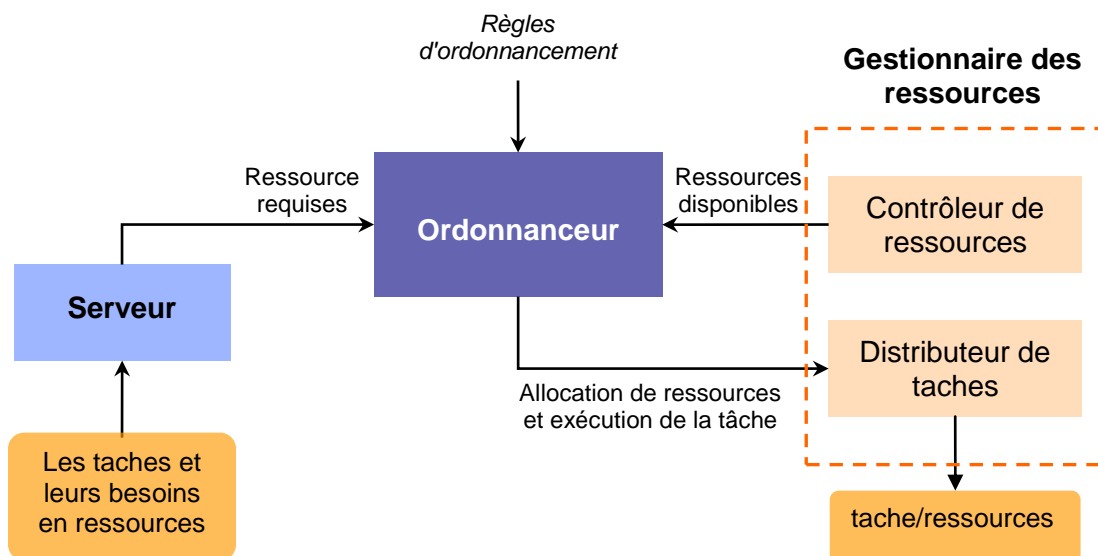 Règles
d'ordonnancement
Gestionnaire des
ressources
Ressource
requises
Ordonnanceur
Ressources
disponibles
Contrôleur de
ressources
Serveur
Distributeur de
taches
Allocation de ressources
et exécution de la tâche
Les taches et
leurs besoins
en ressources
tache/ressources